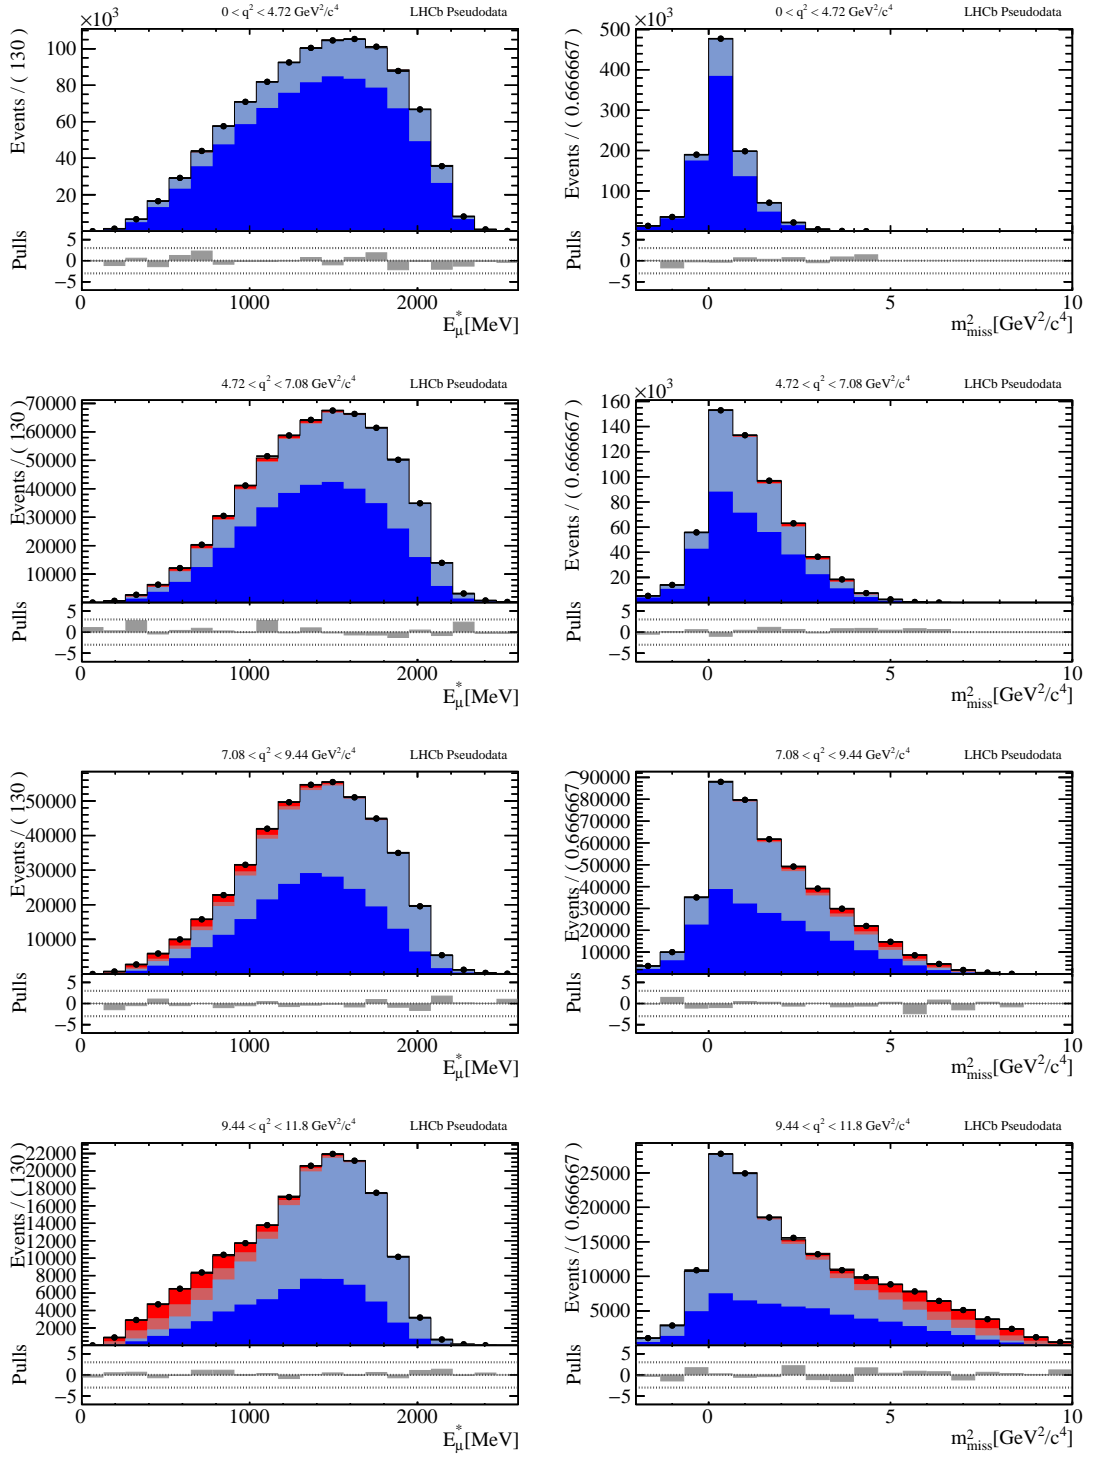 ×10³ 0 < q² < 4.72 GeV²/c⁴ LHCb Pseudodata
Events / ( 130 )
100
80
60
40
20
Pulls
5
0
−5
0 1000 2000
E*μ[MeV]
×10³ 0 < q² < 4.72 GeV²/c⁴ LHCb Pseudodata
Events / ( 0.666667 )
500
400
300
200
100
Pulls
5
0
−5
0 5 10
m²miss[GeV²/c⁴]
4.72 < q² < 7.08 GeV²/c⁴ LHCb Pseudodata
Events / ( 130 )
70000
60000
50000
40000
30000
20000
10000
Pulls
5
0
−5
0 1000 2000
E*μ[MeV]
×10³ 4.72 < q² < 7.08 GeV²/c⁴ LHCb Pseudodata
Events / ( 0.666667 )
160
140
120
100
80
60
40
20
Pulls
5
0
−5
0 5 10
m²miss[GeV²/c⁴]
7.08 < q² < 9.44 GeV²/c⁴ LHCb Pseudodata
Events / ( 130 )
50000
40000
30000
20000
10000
Pulls
5
0
−5
0 1000 2000
E*μ[MeV]
7.08 < q² < 9.44 GeV²/c⁴ LHCb Pseudodata
Events / ( 0.666667 )
90000
80000
70000
60000
50000
40000
30000
20000
10000
Pulls
5
0
−5
0 5 10
m²miss[GeV²/c⁴]
9.44 < q² < 11.8 GeV²/c⁴ LHCb Pseudodata
Events / ( 130 )
22000
20000
18000
16000
14000
12000
10000
8000
6000
4000
2000
Pulls
5
0
−5
0 1000 2000
E*μ[MeV]
9.44 < q² < 11.8 GeV²/c⁴ LHCb Pseudodata
Events / ( 0.666667 )
25000
20000
15000
10000
5000
Pulls
5
0
−5
0 5 10
m²miss[GeV²/c⁴]